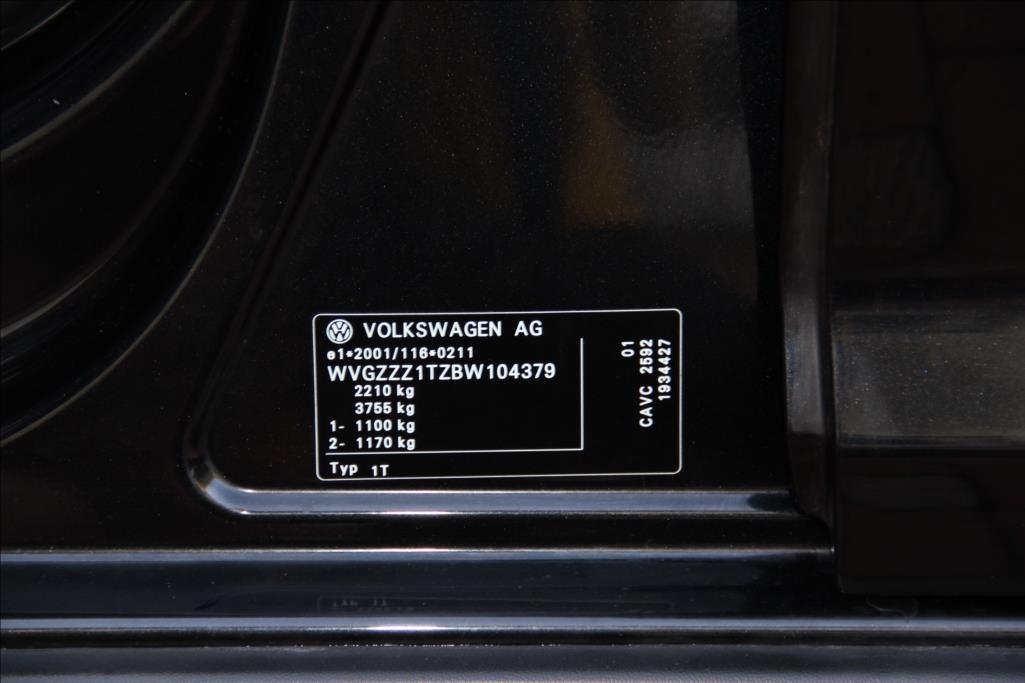 VOLKSWAGEN AG
e1*2001/116*0211
WVGZZZ1TZBW104379
2210 kg
3755 kg
1- 1100 kg
2- 1170 kg
Typ 1T
01
CAVC 2592
1934427